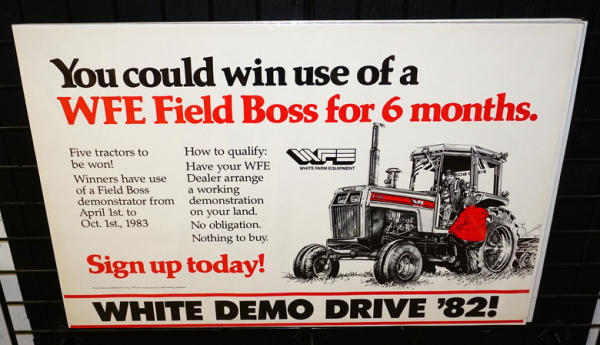 You could win use of a
WFE Field Boss for 6 months.
Five tractors to
be won!
Winners have use
of a Field Boss
demonstrator from
April 1st. to
Oct. 1st., 1983
How to qualify:
Have your WFE
Dealer arrange
a working
demonstration
on your land.
No obligation.
Nothing to buy.
WFE
WHITE FARM EQUIPMENT
Sign up today!
WHITE DEMO DRIVE '82!